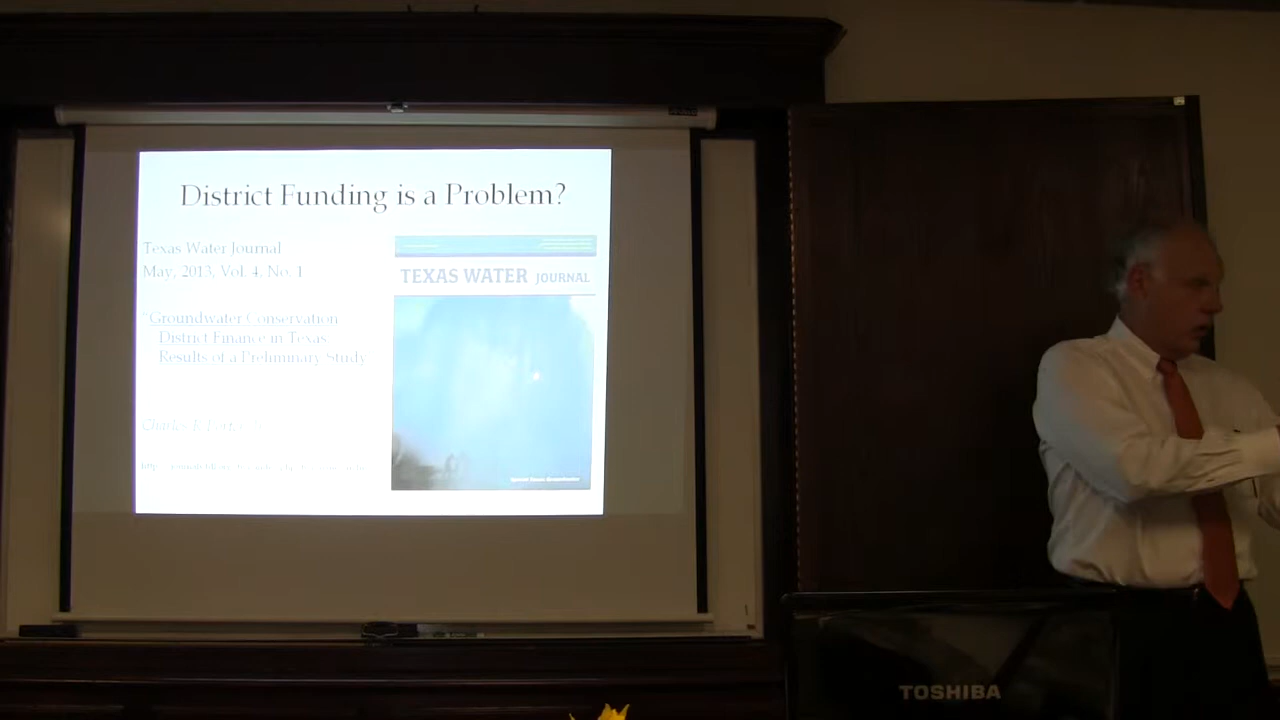 District Funding is a Problem?
Texas Water Journal
May, 2013, Vol. 4, No. 1
"Groundwater Conservation
District Finance in Texas
Results of a Preliminary Study
Charles
TEXAS WATER JOURNAL
TOSHIBA